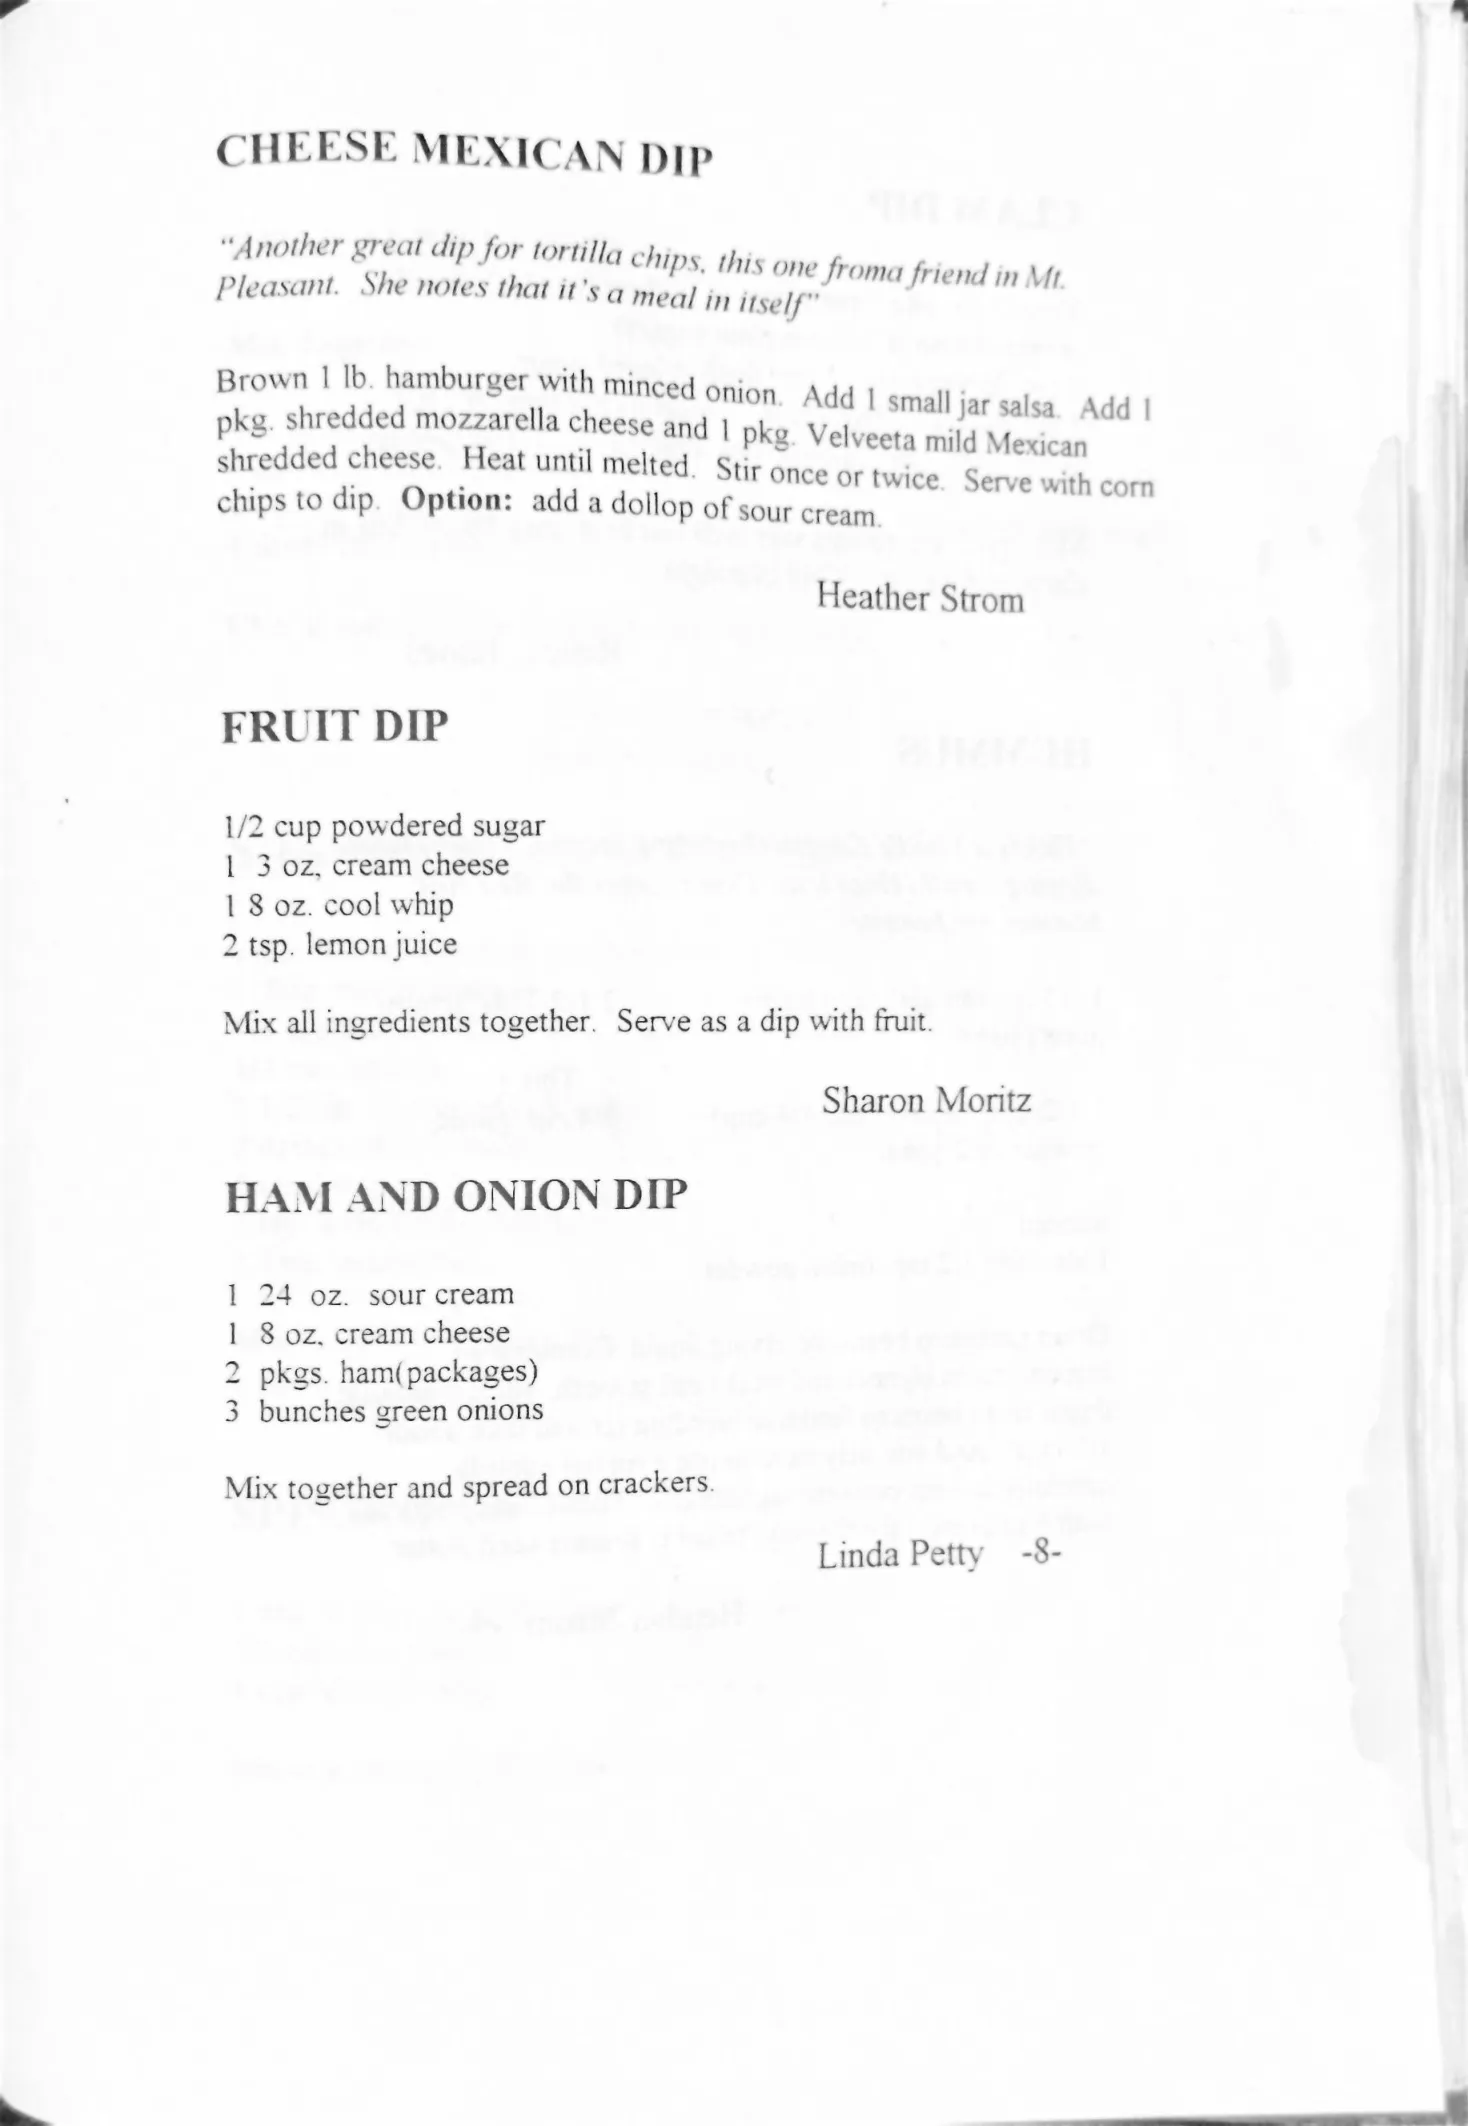 CHEESE MEXICAN DIP
"Another great dip for tortilla chips, this one froma friend in Mt.
Pleasant. She notes that it's a meal in itself"
Brown 1 lb. hamburger with minced onion. Add 1 small jar salsa. Add 1
pkg. shredded mozzarella cheese and 1 pkg. Velveeta mild Mexican
shredded cheese. Heat until melted. Stir once or twice. Serve with corn
chips to dip. Option: add a dollop of sour cream.
Heather Strom
FRUIT DIP
1/2 cup powdered sugar
1 3 oz. cream cheese
1 8 oz. cool whip
2 tsp. lemon juice
Mix all ingredients together. Serve as a dip with fruit.
Sharon Moritz
HAM AND ONION DIP
1 24 oz. sour cream
1 8 oz. cream cheese
2 pkgs. ham(packages)
3 bunches green onions
Mix together and spread on crackers.
Linda Petty -8-